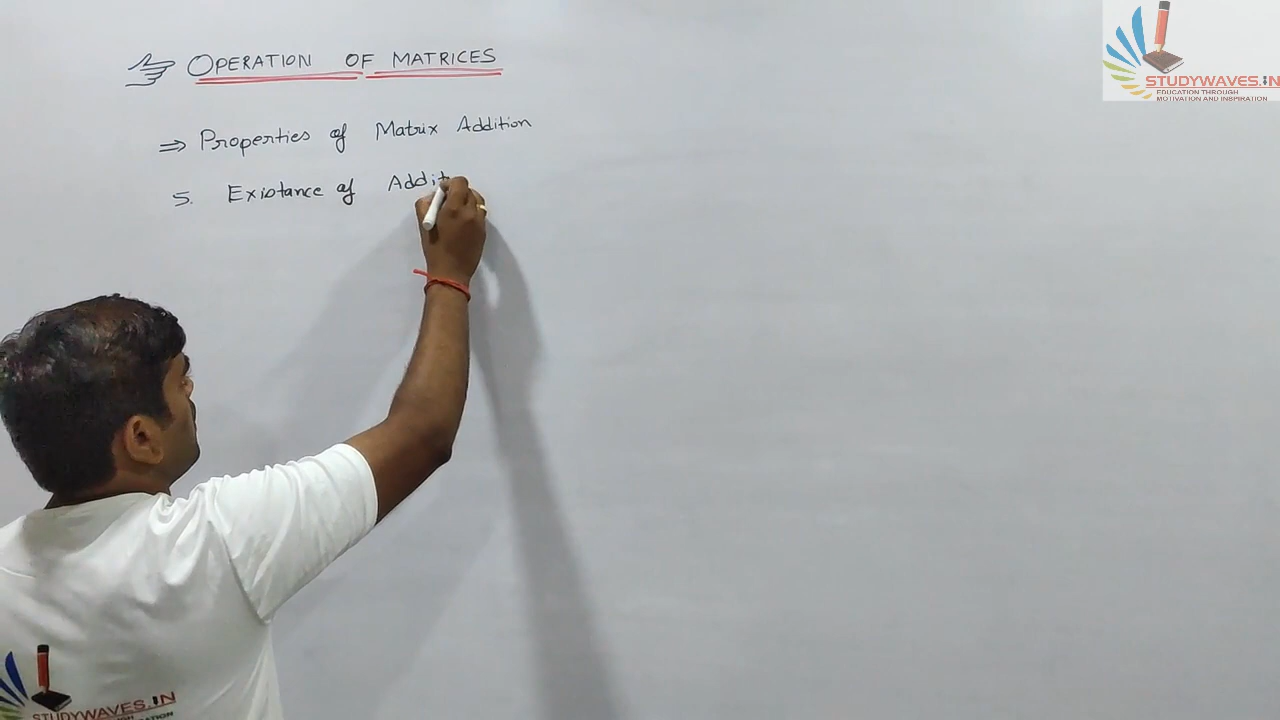 OPERATION OF MATRICES
⇒ Properties of Matrix Addition
5. Existance of Addit
STUDYWAVES.IN
EDUCATION THROUGH
MOTIVATION AND INSPIRATION
STUDYWAVES.IN